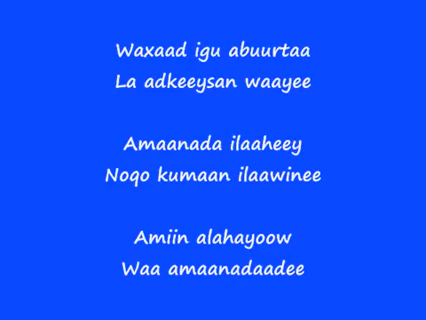 Waxaad igu abuurtaa
La adkeeysan waayee
Amaanada ilaaheey
Noqo kumaan ilaawinee
Amiin alahayoow
Waa amaanadaadee